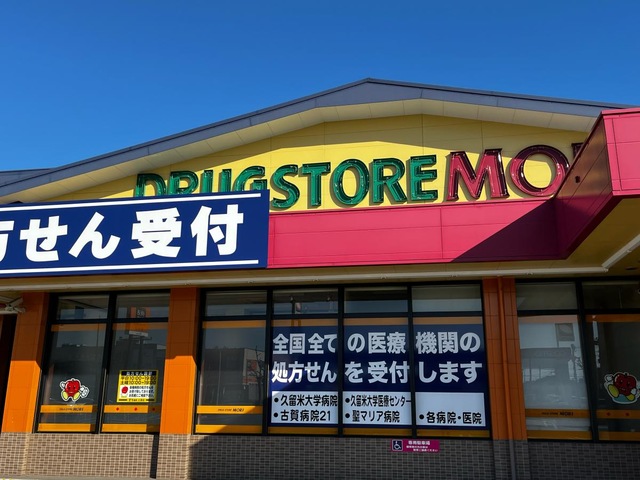 DRUGSTORE MO
方せん受付
全国全ての医療機関の
処方せんを受付します
・久留米大学病院
・古賀病院21
・久留米大学医療センター
・聖マリア病院
・各病院・医院
MORI
MORI